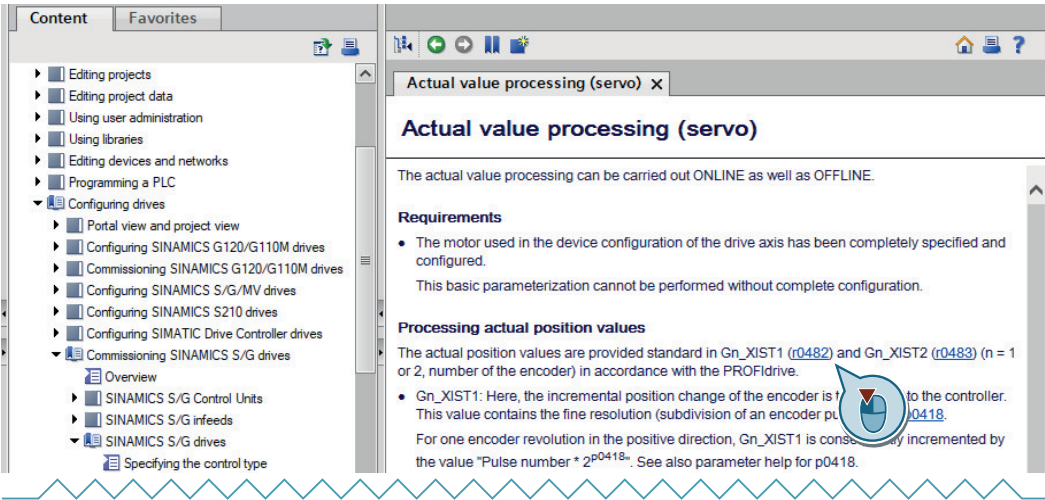 Content
Favorites
Editing projects
Editing project data
Using user administration
Using libraries
Editing devices and networks
Programming a PLC
Configuring drives
Portal view and project view
Configuring SINAMICS G120/G110M drives
Commissioning SINAMICS G120/G110M drives
Configuring SINAMICS S/G/MV drives
Configuring SINAMICS S210 drives
Configuring SIMATIC Drive Controller drives
Commissioning SINAMICS S/G drives
Overview
SINAMICS S/G Control Units
SINAMICS S/G infeeds
SINAMICS S/G drives
Specifying the control type
Actual value processing (servo) X
Actual value processing (servo)
The actual value processing can be carried out ONLINE as well as OFFLINE.
Requirements
• The motor used in the device configuration of the drive axis has been completely specified and
configured.
This basic parameterization cannot be performed without complete configuration.
Processing actual position values
The actual position values are provided standard in Gn_XIST1 (r0482) and Gn_XIST2 (r0483) (n = 1
or 2, number of the encoder) in accordance with the PROFIdrive.
• Gn_XIST1: Here, the incremental position change of the encoder is to the controller.
This value contains the fine resolution (subdivision of an encoder p0418.
For one encoder revolution in the positive direction, Gn_XIST1 is incremented by
the value "Pulse number * 2^p0418". See also parameter help for p0418.